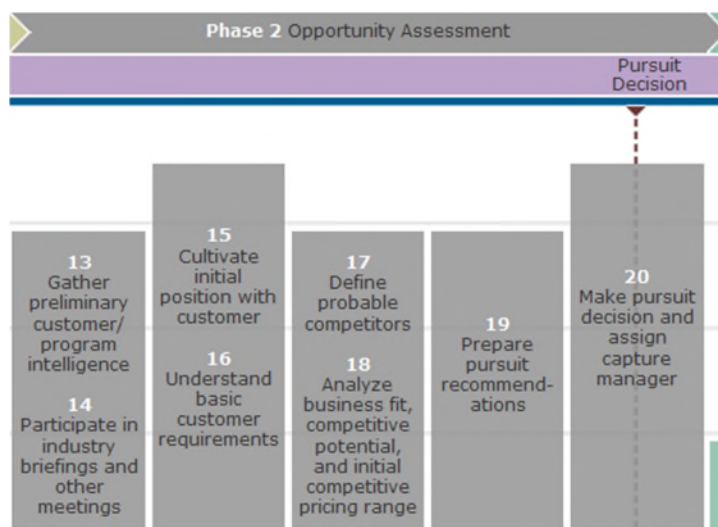 Phase 2 Opportunity Assessment
Pursuit
Decision
13
Gather
preliminary
customer/
program
intelligence
14
Participate in
industry
briefings and
other
meetings
15
Cultivate
initial
position with
customer
16
Understand
basic
customer
requirements
17
Define
probable
competitors
18
Analyze
business fit,
competitive
potential,
and initial
competitive
pricing range
19
Prepare
pursuit
recommend-
ations
20
Make pursuit
decision and
assign
capture
manager